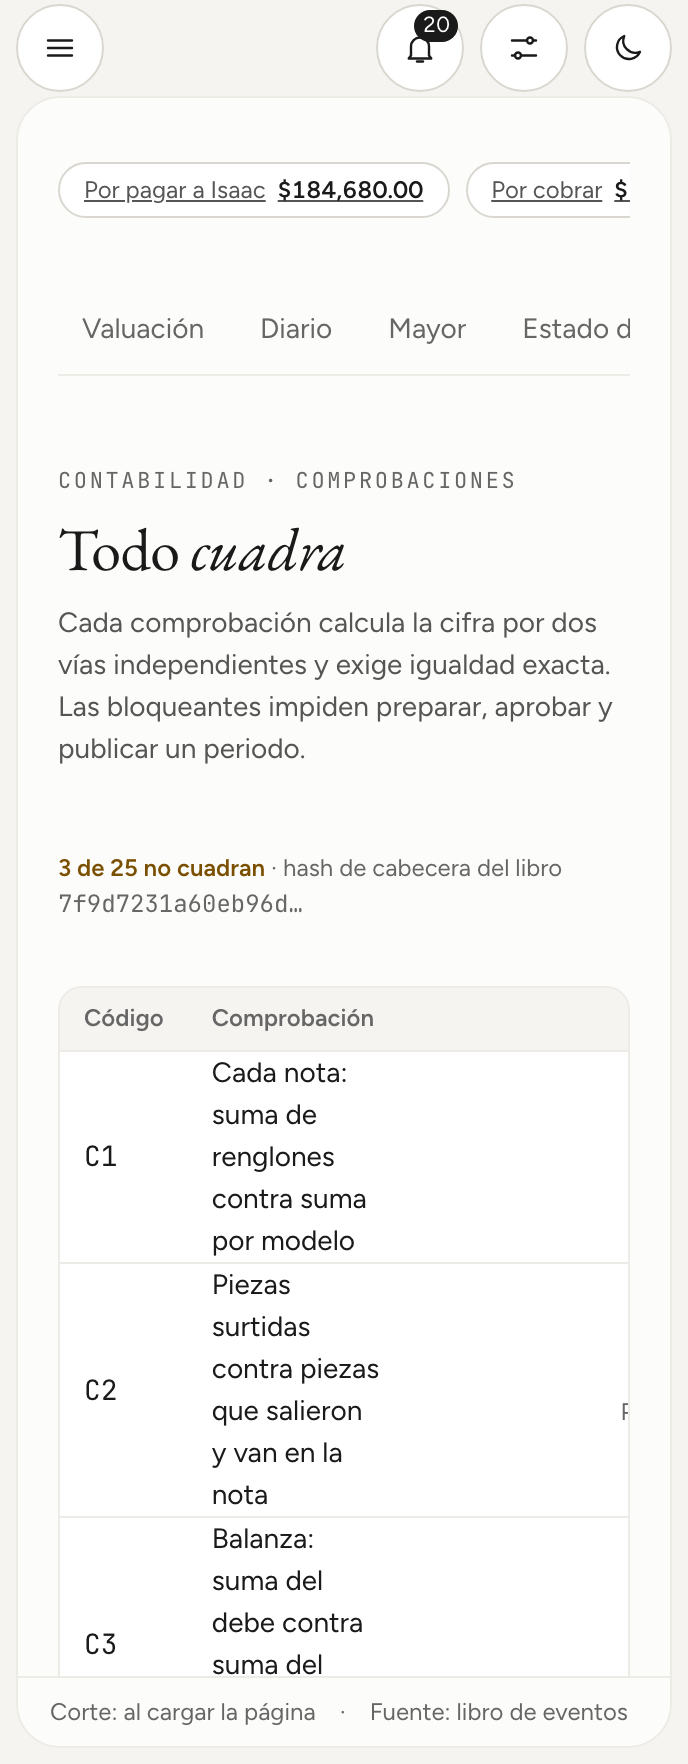 20
Por pagar a Isaac $184,680.00 Por cobrar $
Valuación Diario Mayor Estado d
CONTABILIDAD · COMPROBACIONES
Todo cuadra
Cada comprobación calcula la cifra por dos
vías independientes y exige igualdad exacta.
Las bloqueantes impiden preparar, aprobar y
publicar un periodo.
3 de 25 no cuadran · hash de cabecera del libro
7f9d7231a60eb96d…
Código Comprobación
Cada nota:
suma de
renglones
C1
contra suma
por modelo
Piezas
surtidas
contra piezas
C2
que salieron
y van en la
nota
Balanza:
suma del
debe contra
C3
suma del
Corte: al cargar la página · Fuente: libro de eventos